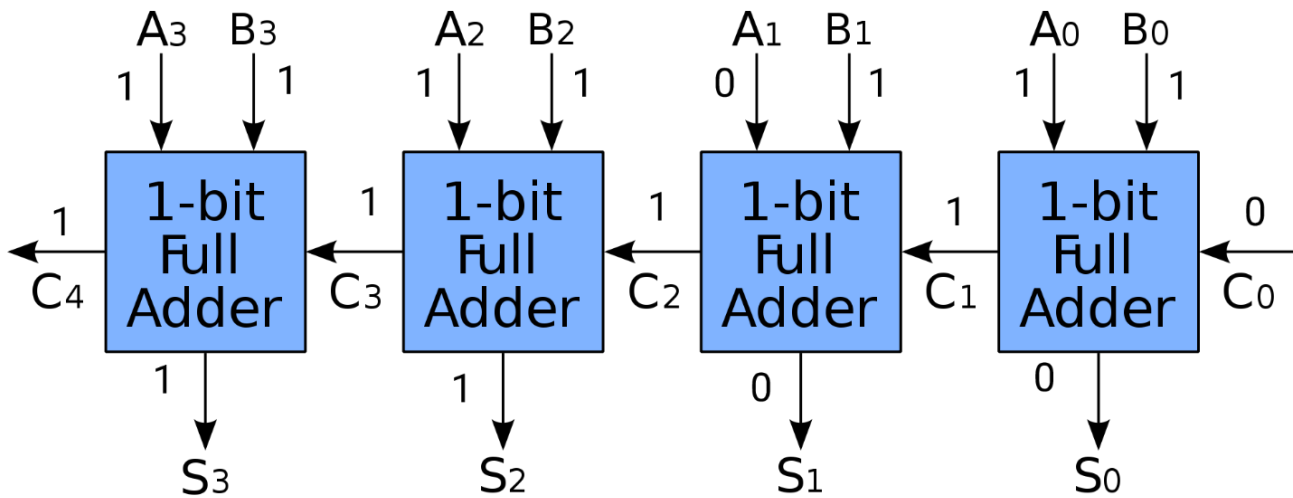 A3 B3 A2 B2 A1 B1 A0 B0
1 1 1 1 0 1 1 1
1-bit 1-bit 1-bit 1-bit
1 1 1 1 0
Full Full Full Full
C4 C3 C2 C1 C0
Adder Adder Adder Adder
1 1 0 0
S3 S2 S1 S0